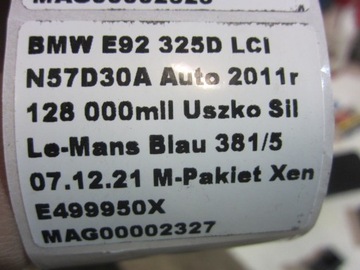 MAG00002326
BMW E92 325D LCI
N57D30A Auto 2011r
128 000mil Uszko Sil
Le-Mans Blau 381/5
07.12.21 M-Pakiet Xen
E499950X
MAG00002327